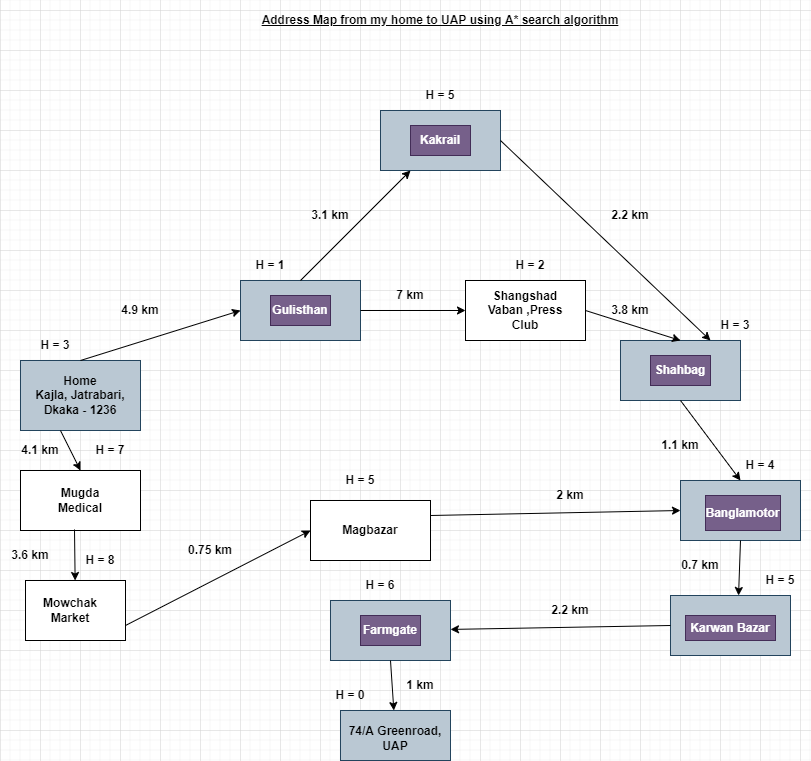 Address Map from my home to UAP using A* search algorithm
H = 5
Kakrail
3.1 km
2.2 km
H = 1
H = 2
Gulisthan
7 km
Shangshad
Vaban ,Press
Club
4.9 km
3.8 km
H = 3
H = 3
Shahbag
Home
Kajla, Jatrabari,
Dkaka - 1236
4.1 km
H = 7
1.1 km
H = 4
Mugda
Medical
H = 5
2 km
Magbazar
Banglamotor
3.6 km
H = 8
0.75 km
0.7 km
H = 5
Mowchak
Market
H = 6
2.2 km
Farmgate
Karwan Bazar
H = 0
1 km
74/A Greenroad,
UAP